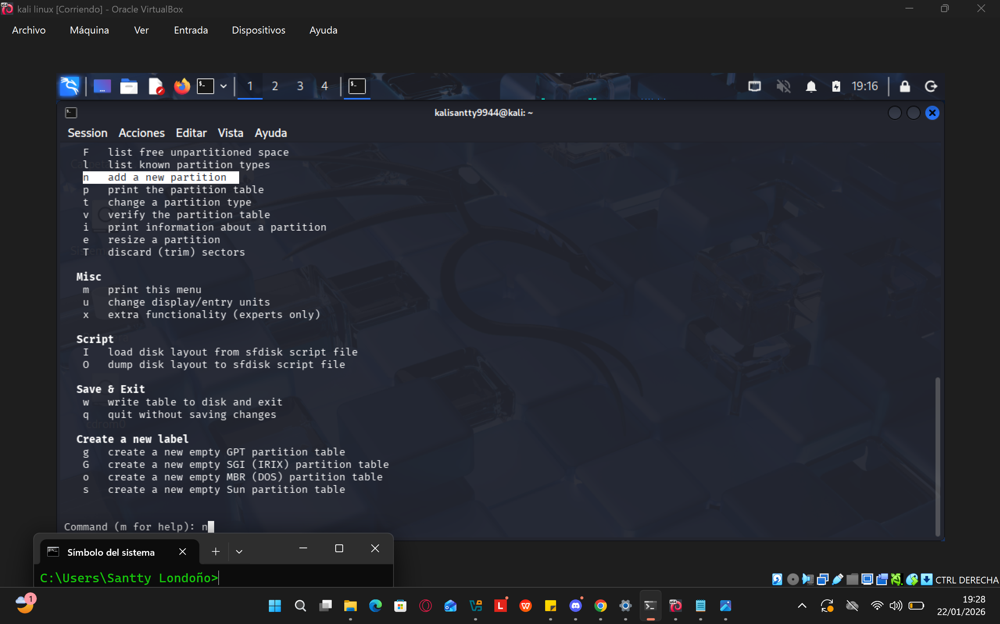 kali linux [Corriendo] - Oracle VirtualBox
Archivo Máquina Ver Entrada Dispositivos Ayuda
1 2 3 4 19:16
kalisantty9944@kali: ~
Session Acciones Editar Vista Ayuda
F list free unpartitioned space
l list known partition types
n add a new partition
p print the partition table
t change a partition type
v verify the partition table
i print information about a partition
e resize a partition
T discard (trim) sectors
Misc
m print this menu
u change display/entry units
x extra functionality (experts only)
Script
I load disk layout from sfdisk script file
O dump disk layout to sfdisk script file
Save & Exit
w write table to disk and exit
q quit without saving changes
cdrom0
Create a new label
g create a new empty GPT partition table
G create a new empty SGI (IRIX) partition table
o create a new empty MBR (DOS) partition table
s create a new empty Sun partition table
Command (m for help): n
Símbolo del sistema
C:\Users\Santty Londoño>
CTRL DERECHA
1
19:28
22/01/2026